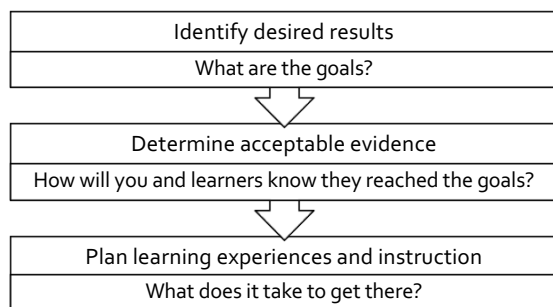 Identify desired results
What are the goals?
Determine acceptable evidence
How will you and learners know they reached the goals?
Plan learning experiences and instruction
What does it take to get there?